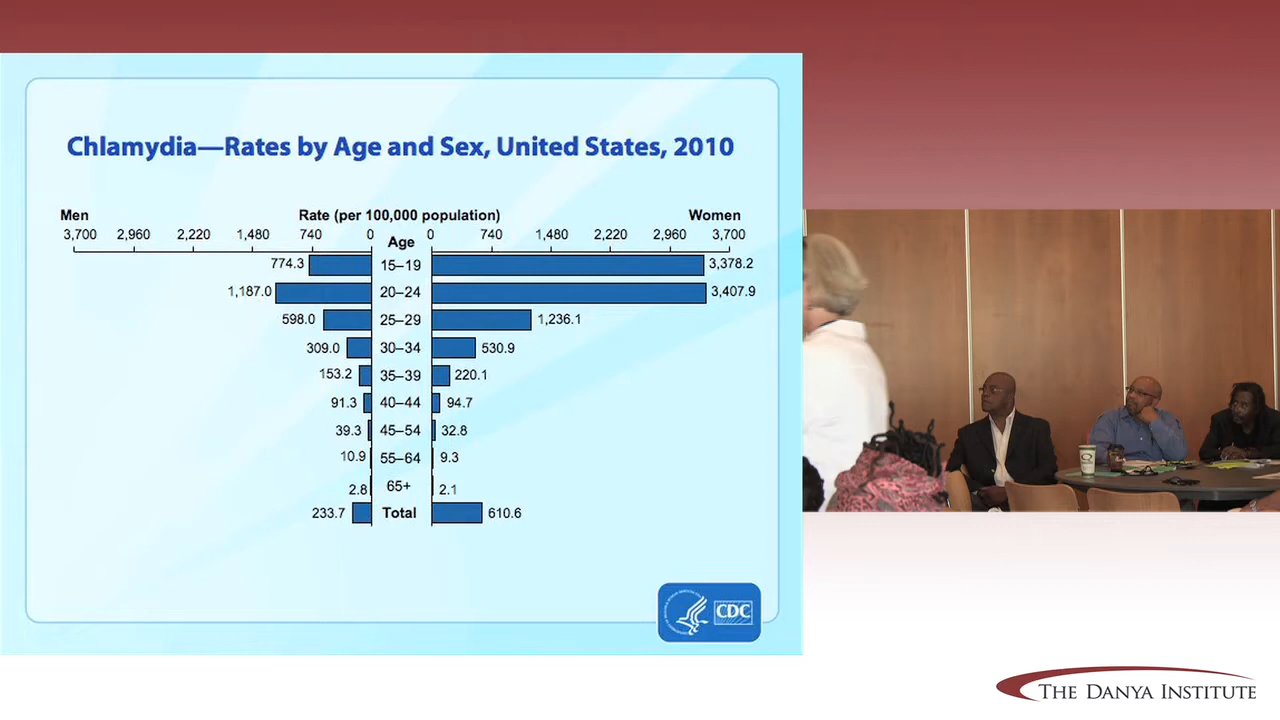 Chlamydia—Rates by Age and Sex, United States, 2010
Men Rate (per 100,000 population) Women
3,700 2,960 2,220 1,480 740 0 Age 0 740 1,480 2,220 2,960 3,700
774.3 15–19 3,378.2
1,187.0 20–24 3,407.9
598.0 25–29 1,236.1
309.0 30–34 530.9
153.2 35–39 220.1
91.3 40–44 94.7
39.3 45–54 32.8
10.9 55–64 9.3
2.8 65+ 2.1
233.7 Total 610.6
CDC
THE DANYA INSTITUTE